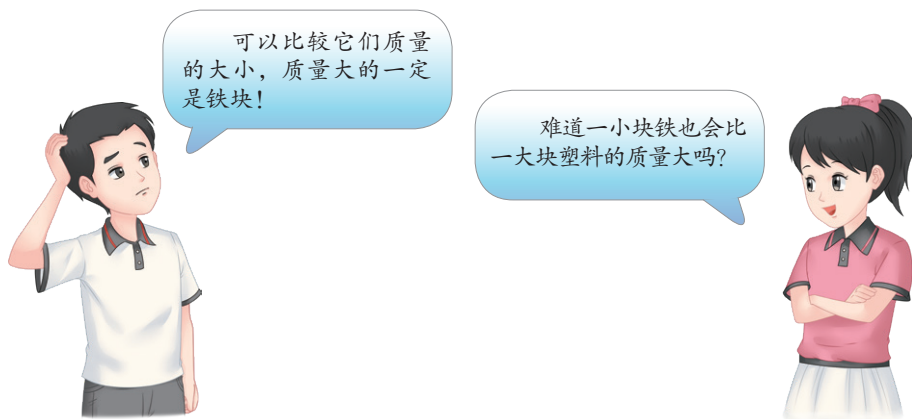 可以比较它们质量
的大小，质量大的一定
是铁块！
难道一小块铁也会比
一大块塑料的质量大吗？